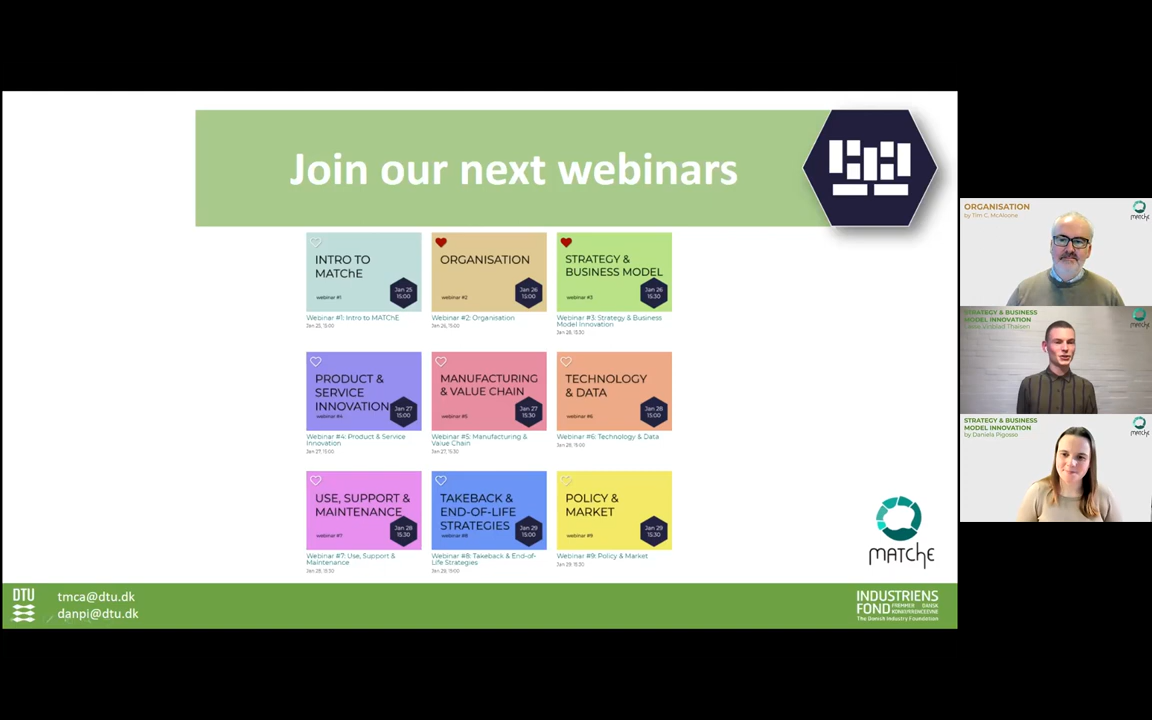 Join our next webinars
INTRO TO
MATChE
webinar #1
Jan 25
15:00
Webinar #1: Intro to MATChE
Jan 25, 15:00
ORGANISATION
webinar #2
Jan 26
15:00
Webinar #2: Organisation
Jan 26, 15:00
STRATEGY &
BUSINESS MODEL
webinar #3
Jan 26
15:30
Webinar #3: Strategy & Business
Model Innovation
Jan 26, 15:30
PRODUCT &
SERVICE
INNOVATION
webinar #4
Jan 27
15:00
Webinar #4: Product & Service
Innovation
Jan 27, 15:00
MANUFACTURING
& VALUE CHAIN
webinar #5
Jan 27
15:30
Webinar #5: Manufacturing &
Value Chain
Jan 27, 15:30
TECHNOLOGY
& DATA
webinar #6
Jan 28
15:00
Webinar #6: Technology & Data
Jan 28, 15:00
USE, SUPPORT &
MAINTENANCE
webinar #7
Jan 28
15:30
Webinar #7: Use, Support &
Maintenance
Jan 28, 15:30
TAKEBACK &
END-OF-LIFE
STRATEGIES
webinar #8
Jan 29
15:00
Webinar #8: Takeback & End-of-
Life Strategies
Jan 29, 15:00
POLICY &
MARKET
webinar #9
Jan 29
15:30
Webinar #9: Policy & Market
Jan 29, 15:30
MATChE
DTU
tmca@dtu.dk
danpi@dtu.dk
INDUSTRIENS
FOND
FREMMER DANSK
KONKURRENCEEVNE
The Danish Industry Foundation
ORGANISATION
by Tim C. McAloone
MATChE
STRATEGY & BUSINESS
MODEL INNOVATION
MATChE
STRATEGY & BUSINESS
MODEL INNOVATION
by Daniela Pigosso
MATChE